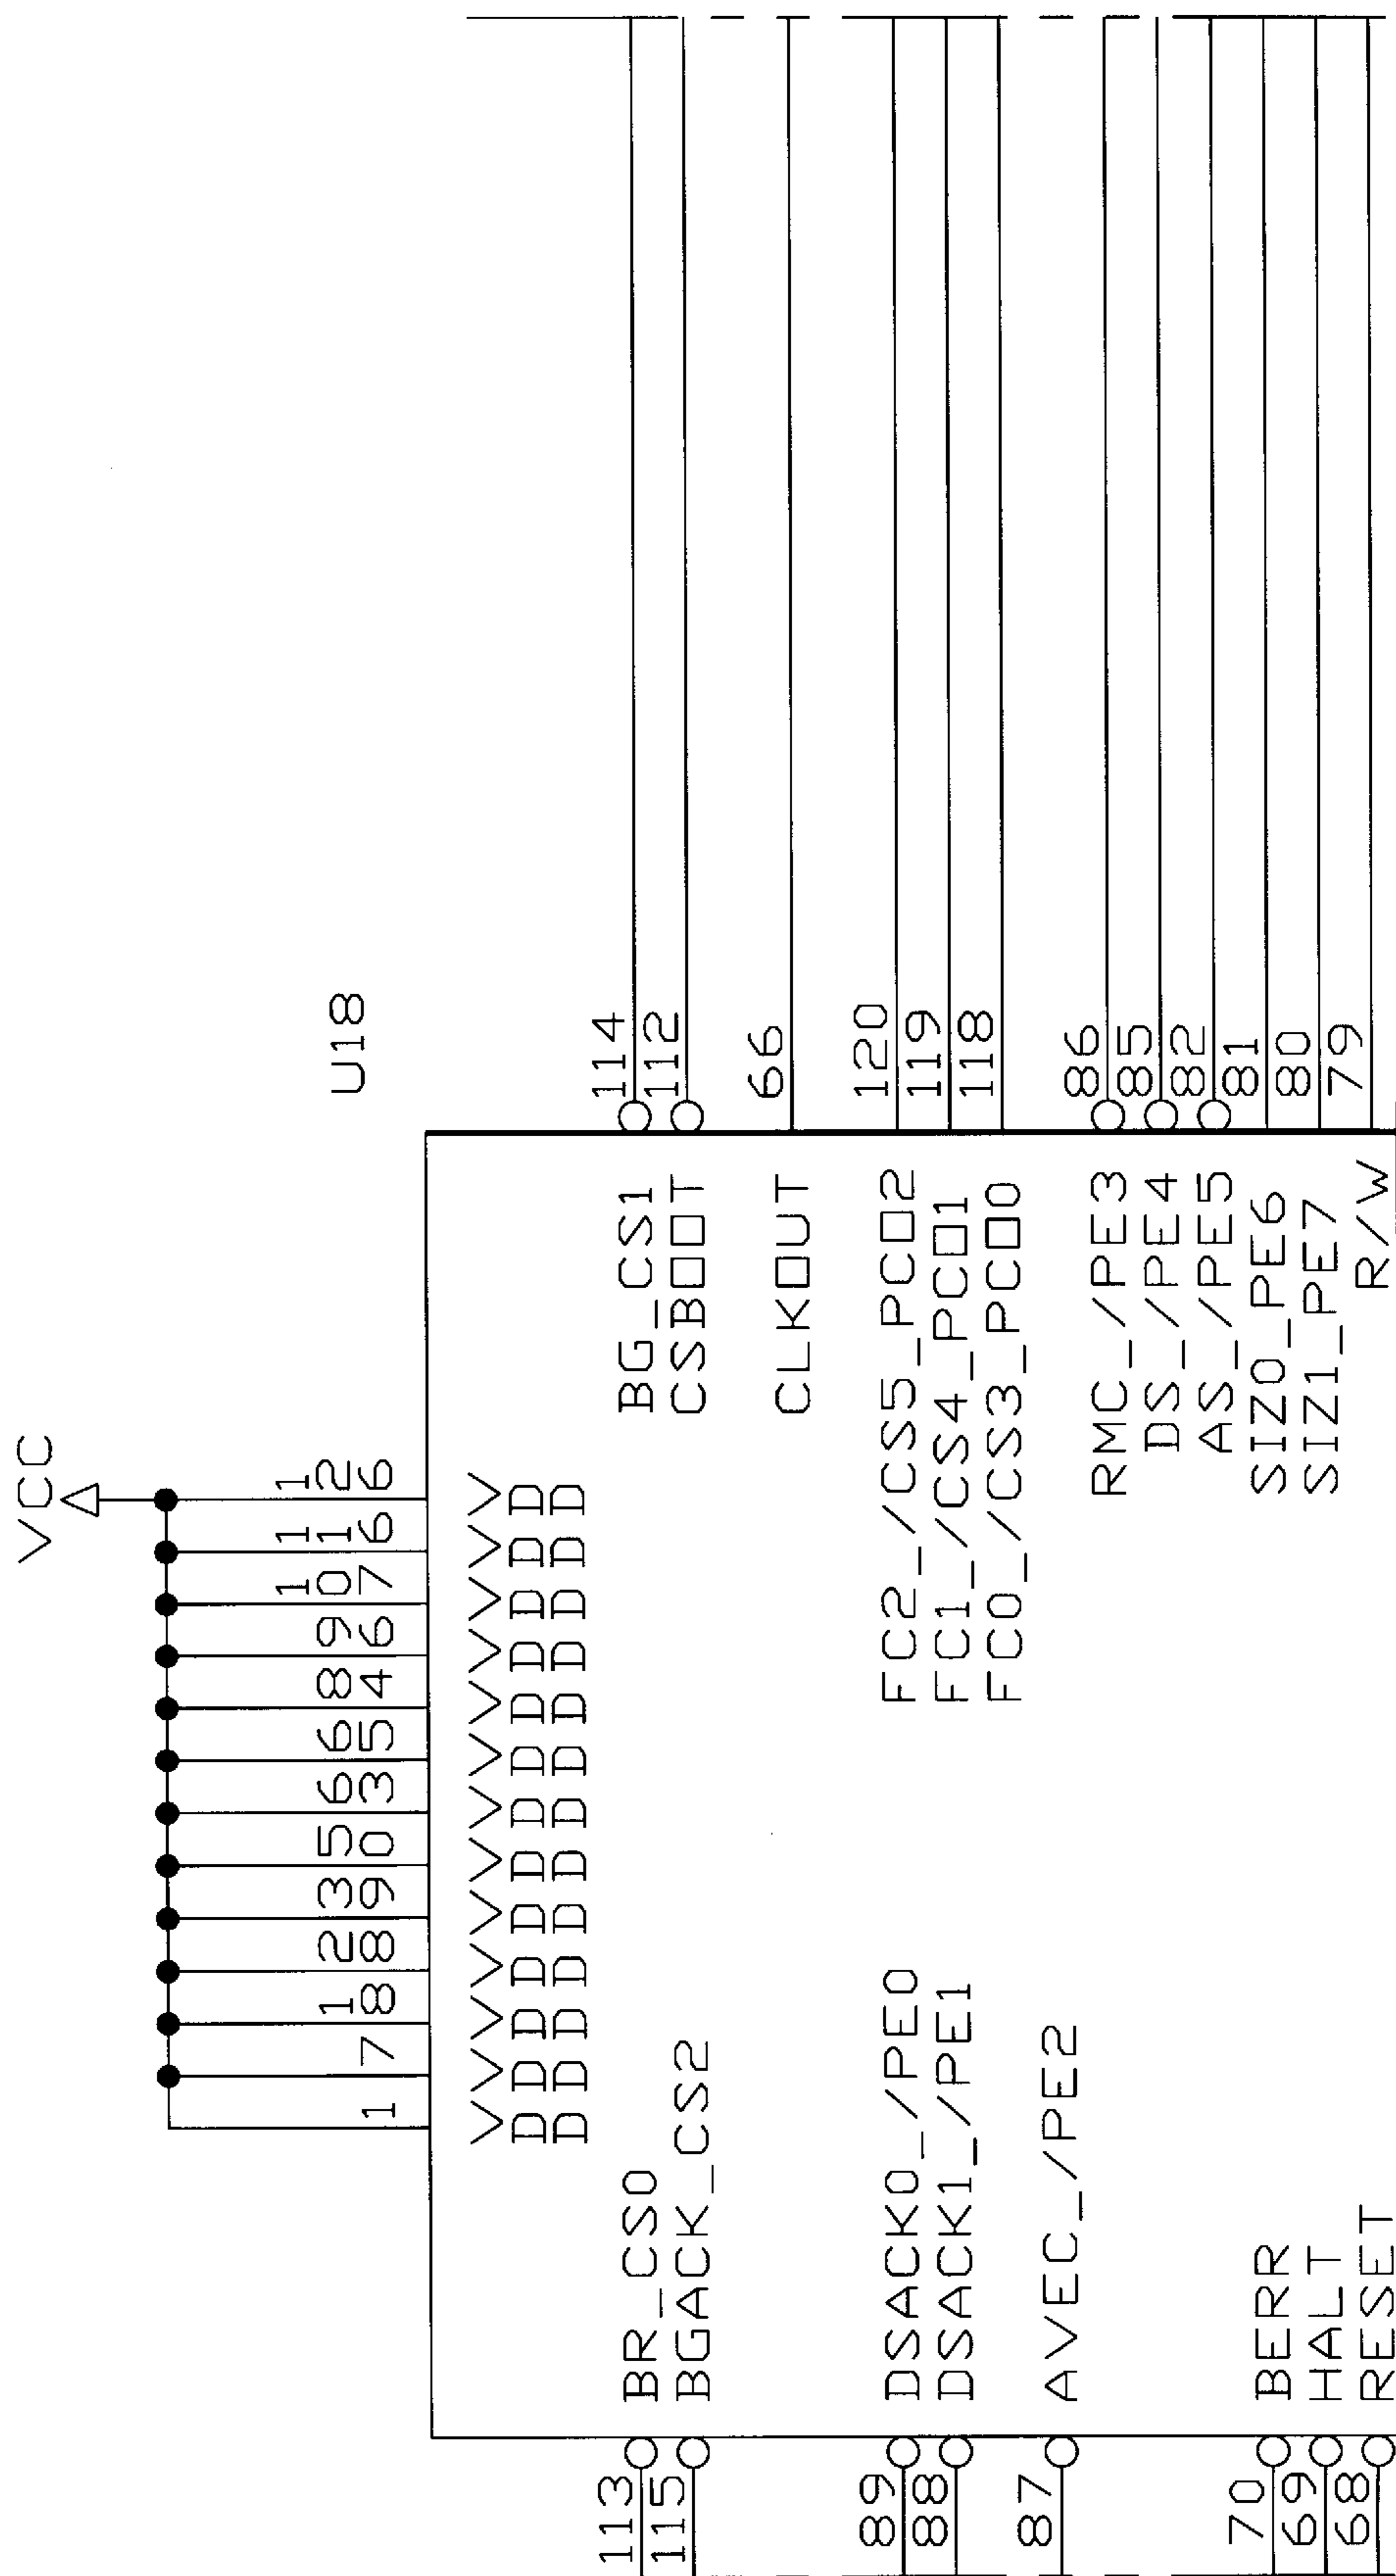 VCC
U18
1 7 18 28 39 50 63 65 84 96 107 116 126
VDD VDD VDD VDD VDD VDD VDD VDD VDD VDD VDD VDD VDD
113 BR_CS0 BG_CS1 114
115 BGACK_CS2 CSBOOT 112
CLKOUT 66
89 DSACK0_/PE0 FC2_/CS5_PCO2 120
88 DSACK1_/PE1 FC1_/CS4_PCO1 119
FC0_/CS3_PCO0 118
87 AVEC_/PE2
RMC_/PE3 86
DS_/PE4 85
AS_/PE5 82
70 BERR SIZ0_PE6 81
69 HALT SIZ1_PE7 80
68 RESET R/W 79